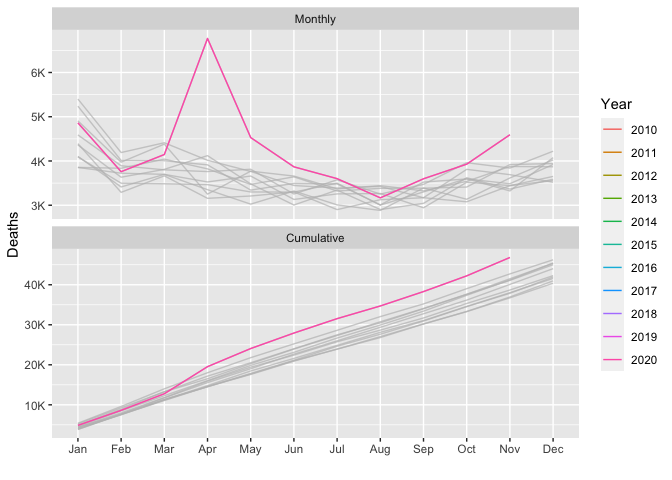 Monthly
6K
5K
4K
3K
Deaths
Cumulative
40K
30K
20K
10K
Jan Feb Mar Apr May Jun Jul Aug Sep Oct Nov Dec
Year
2010
2011
2012
2013
2014
2015
2016
2017
2018
2019
2020